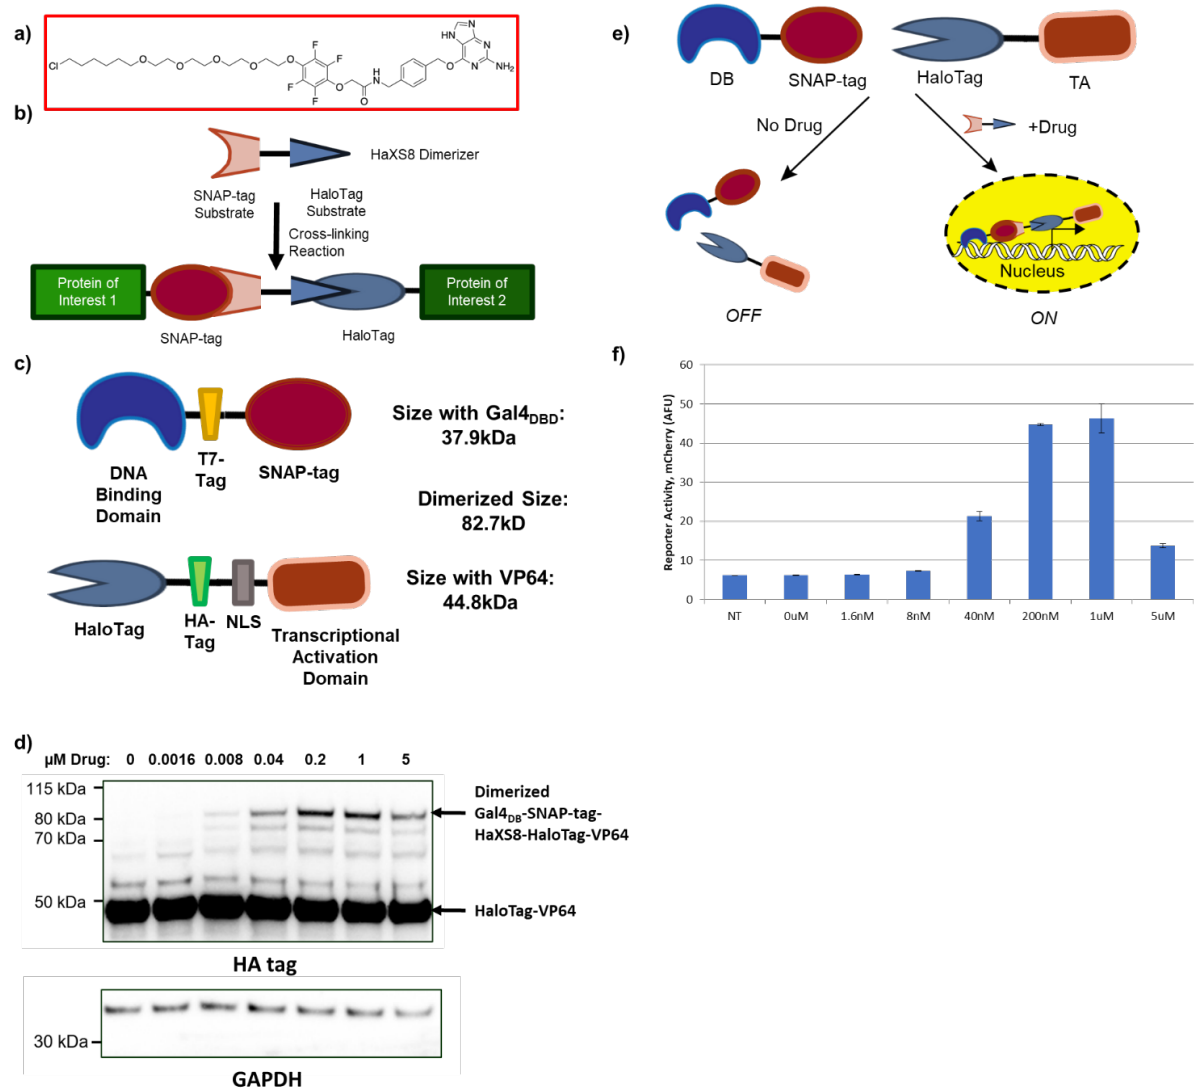 a)
Cl
O
O
O
O
O
F
F
F
F
O
O
N
H
O
N
HN
N
N
NH₂
b)
HaXS8 Dimerizer
SNAP-tag
Substrate
HaloTag
Substrate
Cross-linking
Reaction
Protein of
Interest 1
Protein of
Interest 2
SNAP-tag
HaloTag
c)
DNA
Binding
Domain
T7-
Tag
SNAP-tag
Size with Gal4DBD:
37.9kDa
Dimerized Size:
82.7kD
Size with VP64:
44.8kDa
HaloTag
HA-
Tag
NLS
Transcriptional
Activation
Domain
d)
µM Drug: 0 0.0016 0.008 0.04 0.2 1 5
115 kDa
80 kDa
70 kDa
50 kDa
Dimerized
Gal4DB-SNAP-tag-
HaXS8-HaloTag-VP64
HaloTag-VP64
HA tag
30 kDa
GAPDH
e)
DB
SNAP-tag
HaloTag
TA
No Drug
+Drug
Nucleus
OFF
ON
f)
Reporter Activity, mCherry (AFU)
60
50
40
30
20
10
0
NT 0uM 1.6nM 8nM 40nM 200nM 1uM 5uM